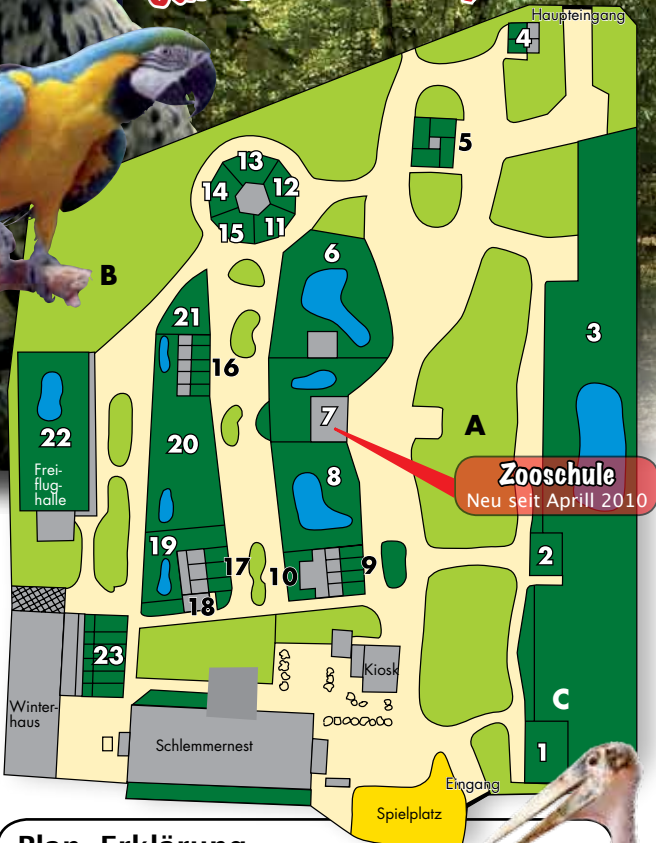 Haupteingang
4
5
13
14
12
15
11
6
B
21
3
16
7
A
22
Frei-
flug-
halle
20
8
Zooschule
Neu seit Aprill 2010
19
2
17
10
9
18
23
Kiosk
C
Winter-
haus
Schlemmernest
1
Eingang
Spielplatz